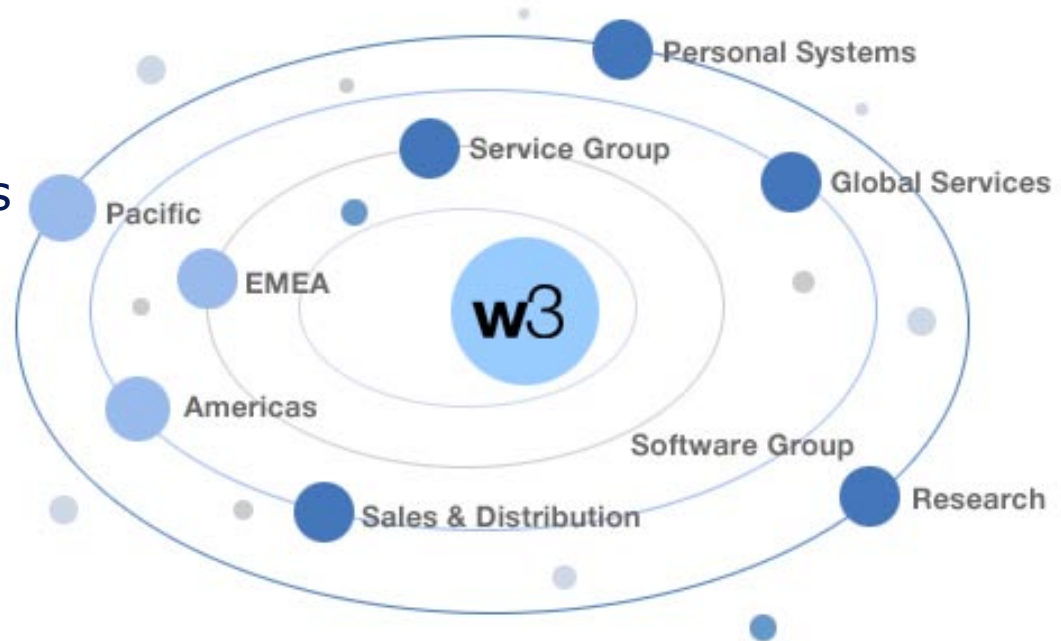 Personal Systems
Service Group
Global Services
s
Pacific
EMEA
w3
Americas
Software Group
Research
Sales & Distribution